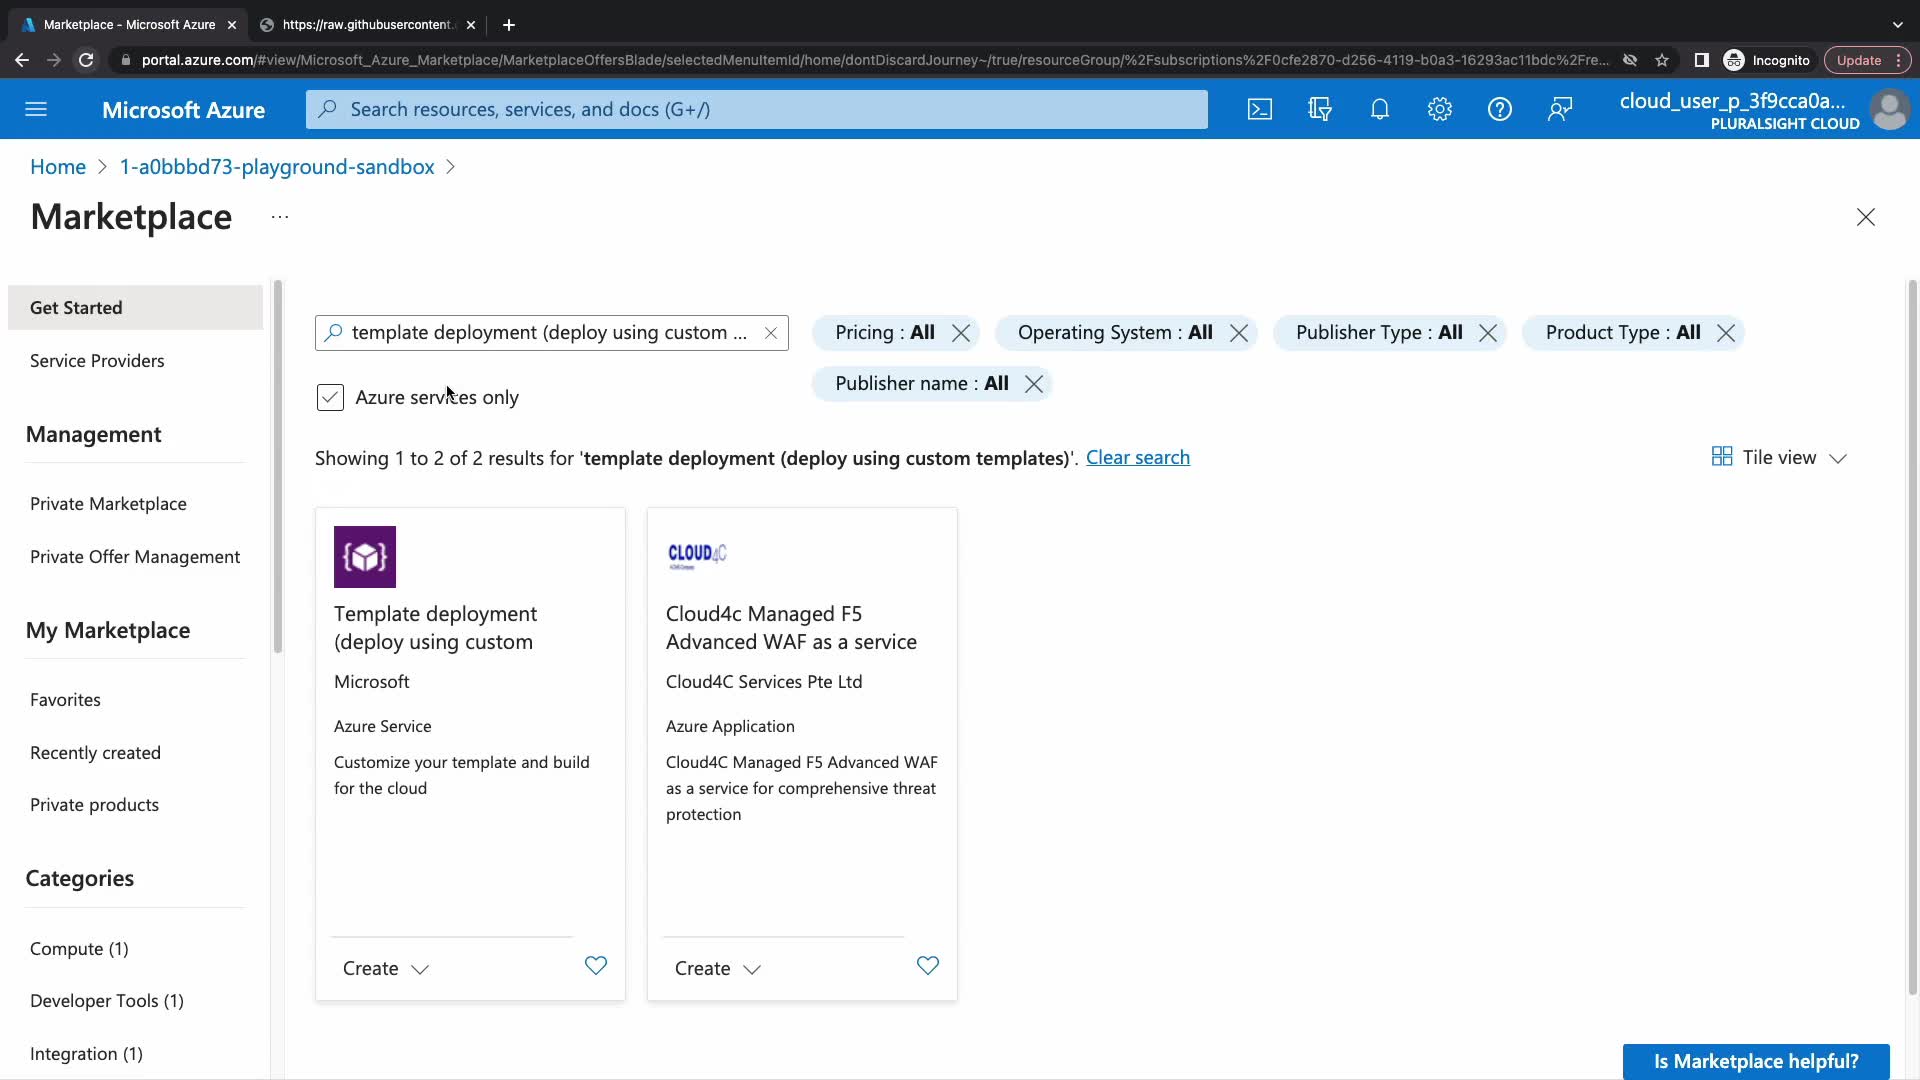 Marketplace - Microsoft Azure
https://raw.githubusercontent.
portal.azure.com/#view/Microsoft_Azure_Marketplace/MarketplaceOffersBlade/selectedMenuItemId/home/dontDiscardJourney~/true/resourceGroup/%2Fsubscriptions%2F0cfe2870-d256-4119-b0a3-16293ac11bdc%2Fre...
Incognito
Update
Microsoft Azure
Search resources, services, and docs (G+/)
cloud_user_p_3f9cca0a...
PLURALSIGHT CLOUD
Home > 1-a0bbbd73-playground-sandbox >
Marketplace ...
Get Started
Service Providers
Management
Private Marketplace
Private Offer Management
My Marketplace
Favorites
Recently created
Private products
Categories
Compute (1)
Developer Tools (1)
Integration (1)
template deployment (deploy using custom ...
Pricing : All
Operating System : All
Publisher Type : All
Product Type : All
Publisher name : All
Azure services only
Showing 1 to 2 of 2 results for 'template deployment (deploy using custom templates)'. Clear search
Tile view
Template deployment
(deploy using custom
Microsoft
Azure Service
Customize your template and build
for the cloud
Create
CLOUD4C
Cloud4c Managed F5
Advanced WAF as a service
Cloud4C Services Pte Ltd
Azure Application
Cloud4C Managed F5 Advanced WAF
as a service for comprehensive threat
protection
Create
Is Marketplace helpful?